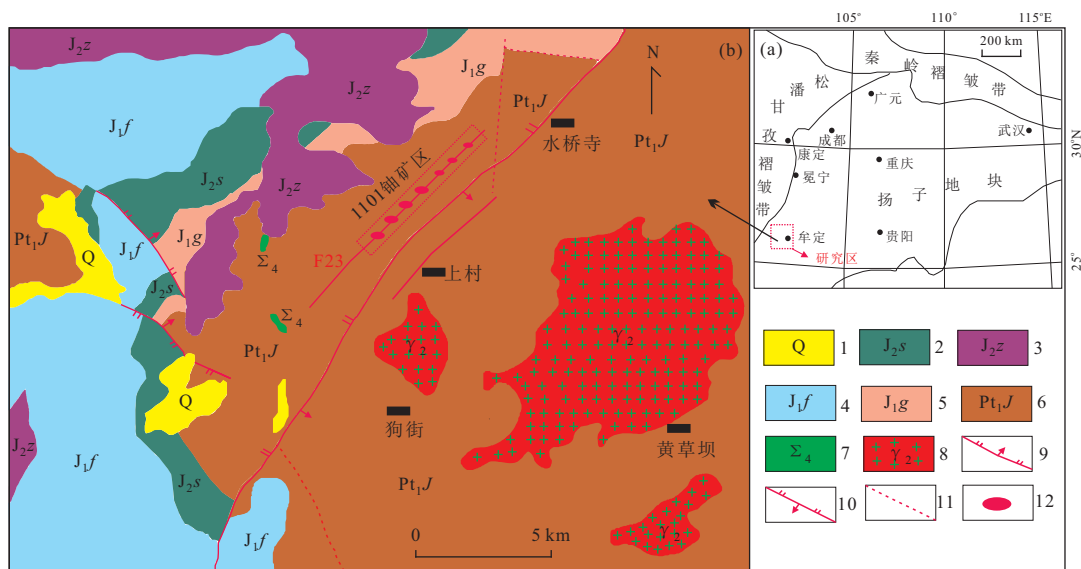 (b)
J₂z
J₁g
J₂z
N
J₁f
Pt₁J
水桥寺
Pt₁J
1101铀矿区
J₂s
J₂z
Pt₁J
J₁f
J₁g
Q
Σ₄
F23
上村
J₂s
Σ₄
Pt₁J
γ₂
γ₂
Q
狗街
黄草坝
J₂z
J₁f
J₂s
Pt₁J
J₁f
γ₂
0 5 km
(a)
105° 110° 115°E
200 km
秦岭褶皱带
松潘甘孜褶皱带
广元
成都
武汉
30°N
康定
重庆
冕宁
扬子地块
牟定
贵阳
研究区
25°
Q 1
J₂s 2
J₂z 3
J₁f 4
J₁g 5
Pt₁J 6
Σ₄ 7
γ₂ 8
9
10
11
12